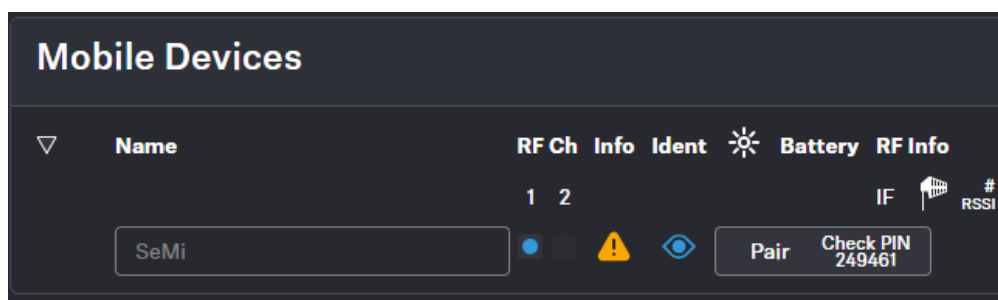 Mobile Devices
Name RF Ch Info Ident Battery RF Info
1 2 IF # RSSI
SeMi Pair Check PIN 249461